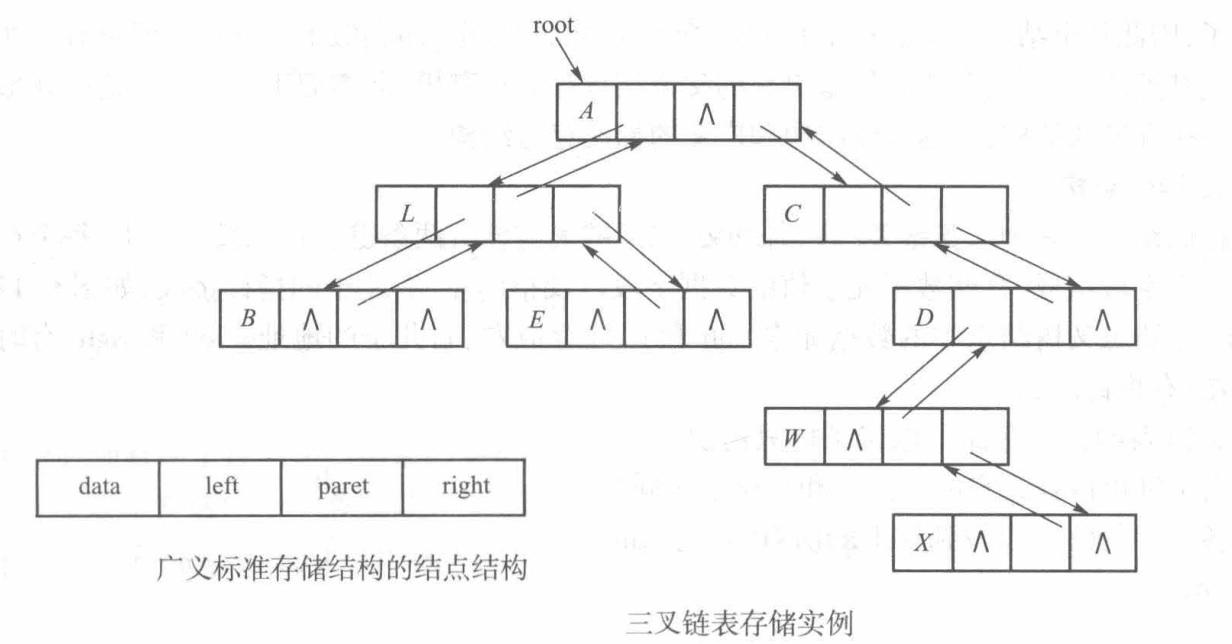 root
A ∧
L C
B ∧ ∧ E ∧ ∧ D ∧
W ∧
data left paret right
X ∧ ∧
广义标准存储结构的结点结构
三叉链表存储实例